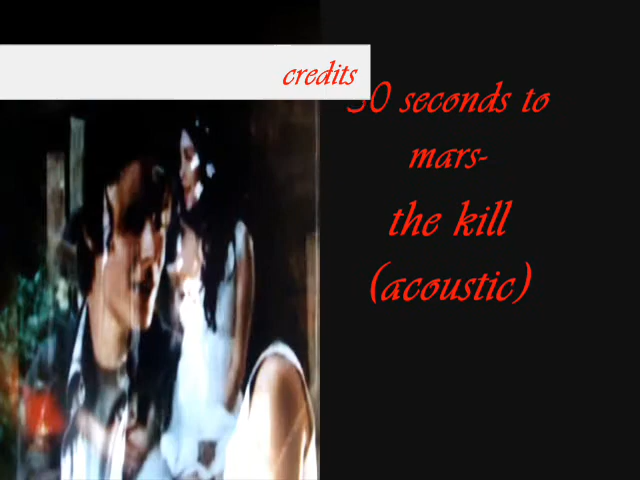 credits
30 seconds to
mars-
the kill
(acoustic)